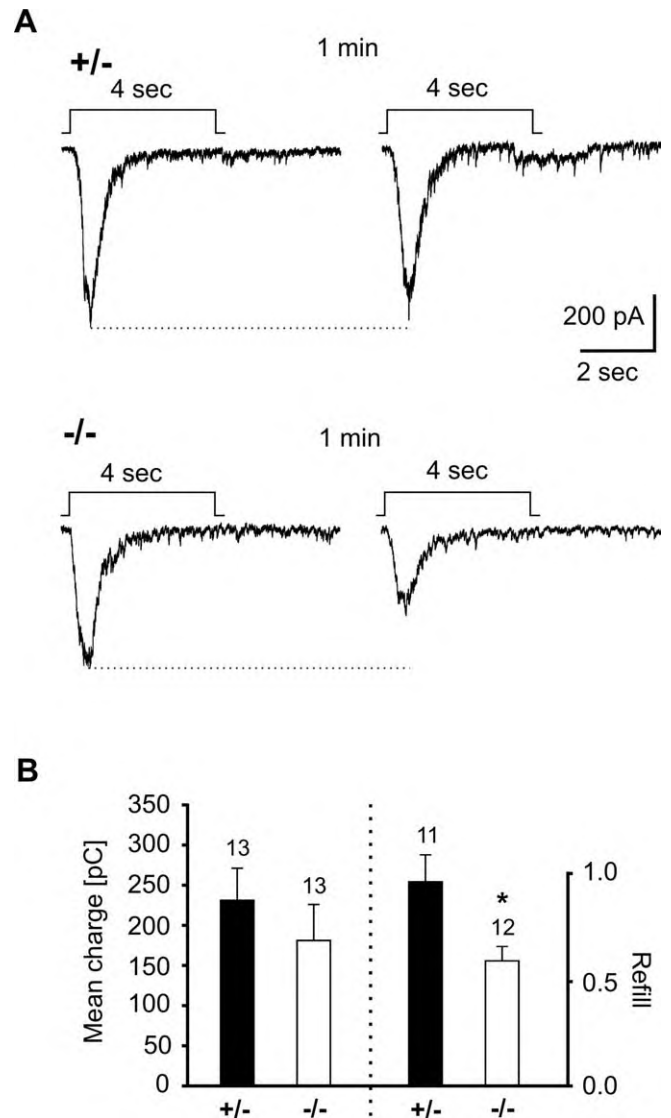 A
+/-
1 min
4 sec
4 sec
200 pA
2 sec
-/-
1 min
4 sec
4 sec
B
Mean charge [pC]
350
300
250
200
150
100
50
0
13
13
11
*
12
1.0
0.5
0.0
Refill
+/-
-/-
+/-
-/-